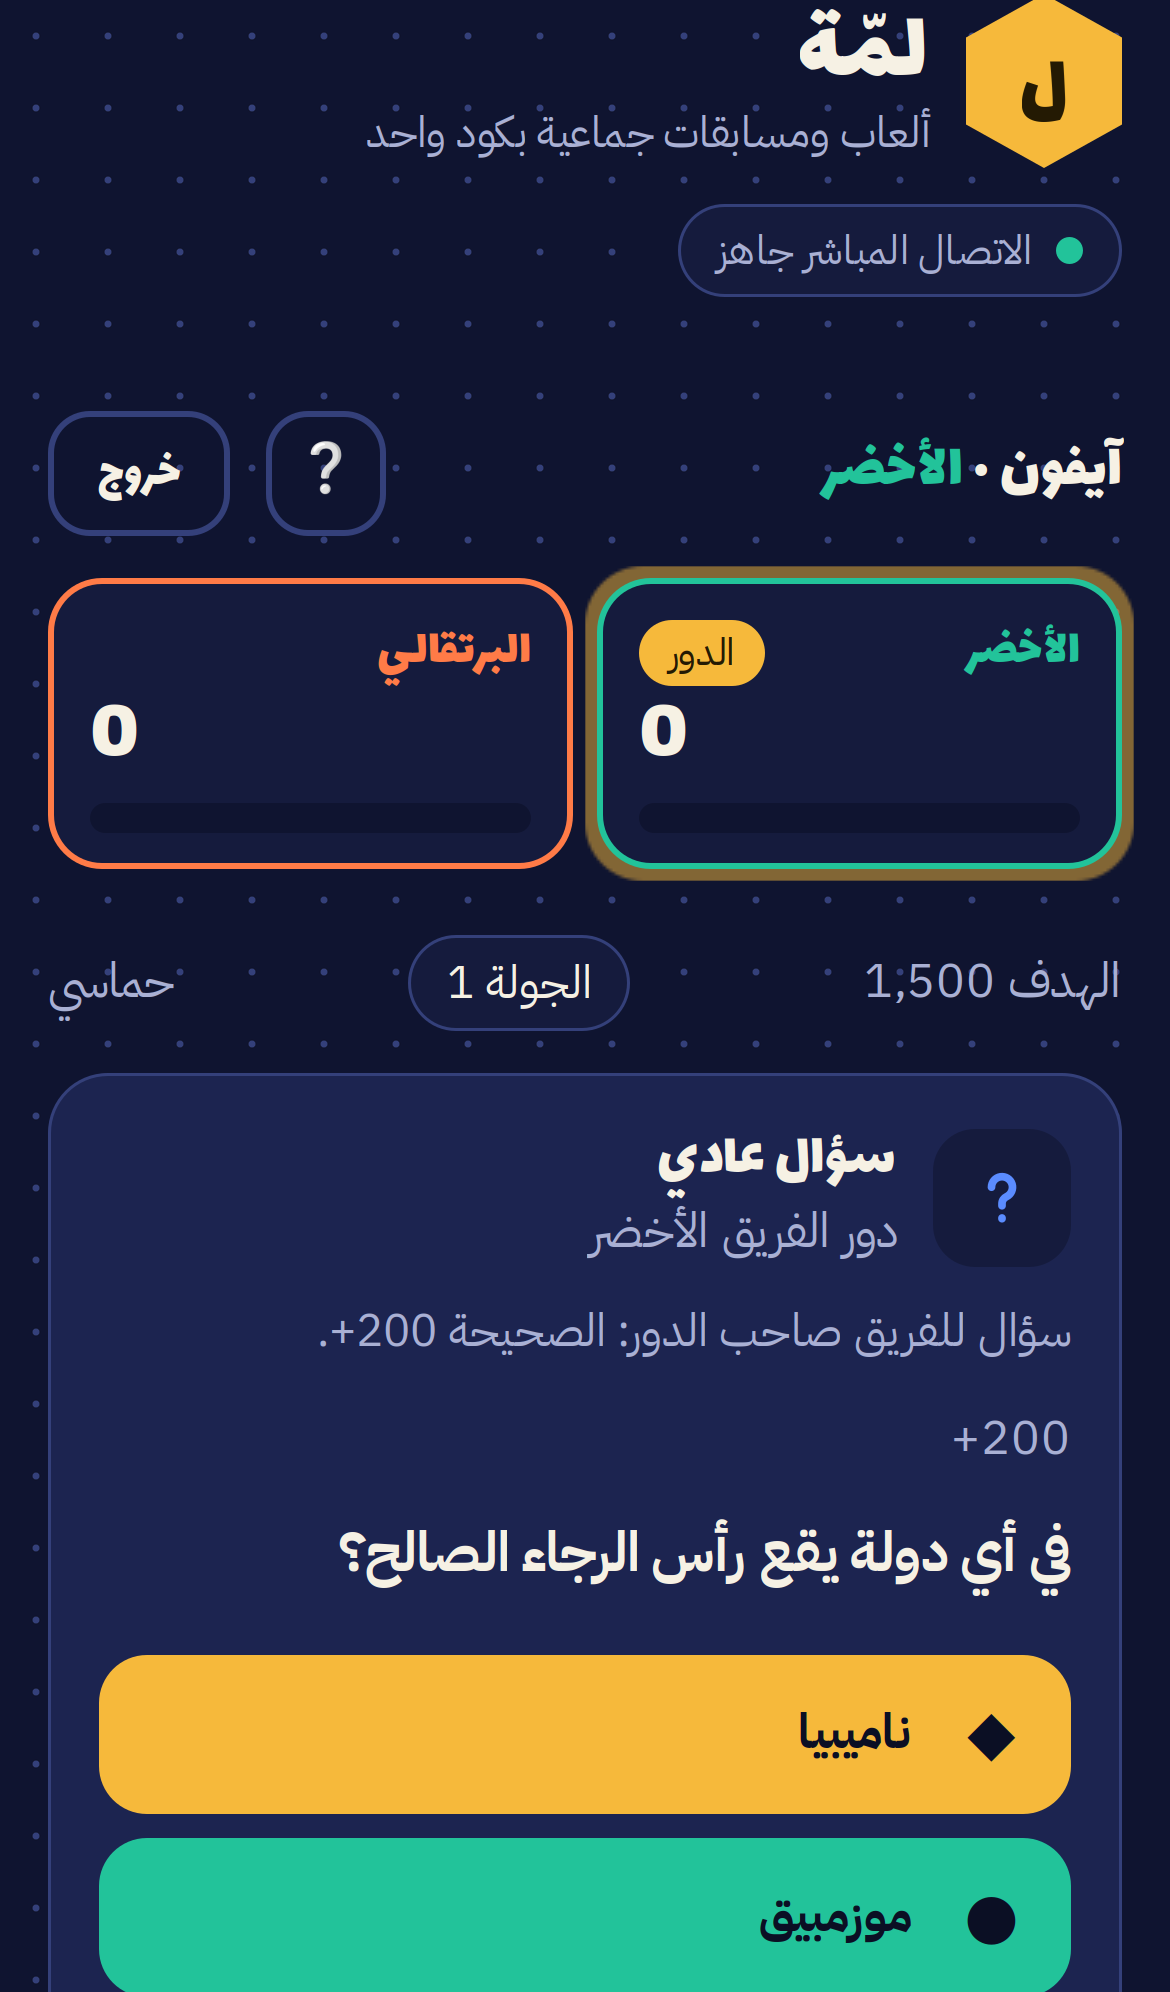 ل
لمّة
ألعاب ومسابقات جماعية بكود واحد
الاتصال المباشر جاهز
آيفون · الأخضر
?
خروج
الأخضر
الدور
0
البرتقالي
0
الهدف 1,500
الجولة 1
حماسي
?
سؤال عادي
دور الفريق الأخضر
سؤال للفريق صاحب الدور: الصحيحة 200+.
+200
في أي دولة يقع رأس الرجاء الصالح؟
ناميبيا
موزمبيق